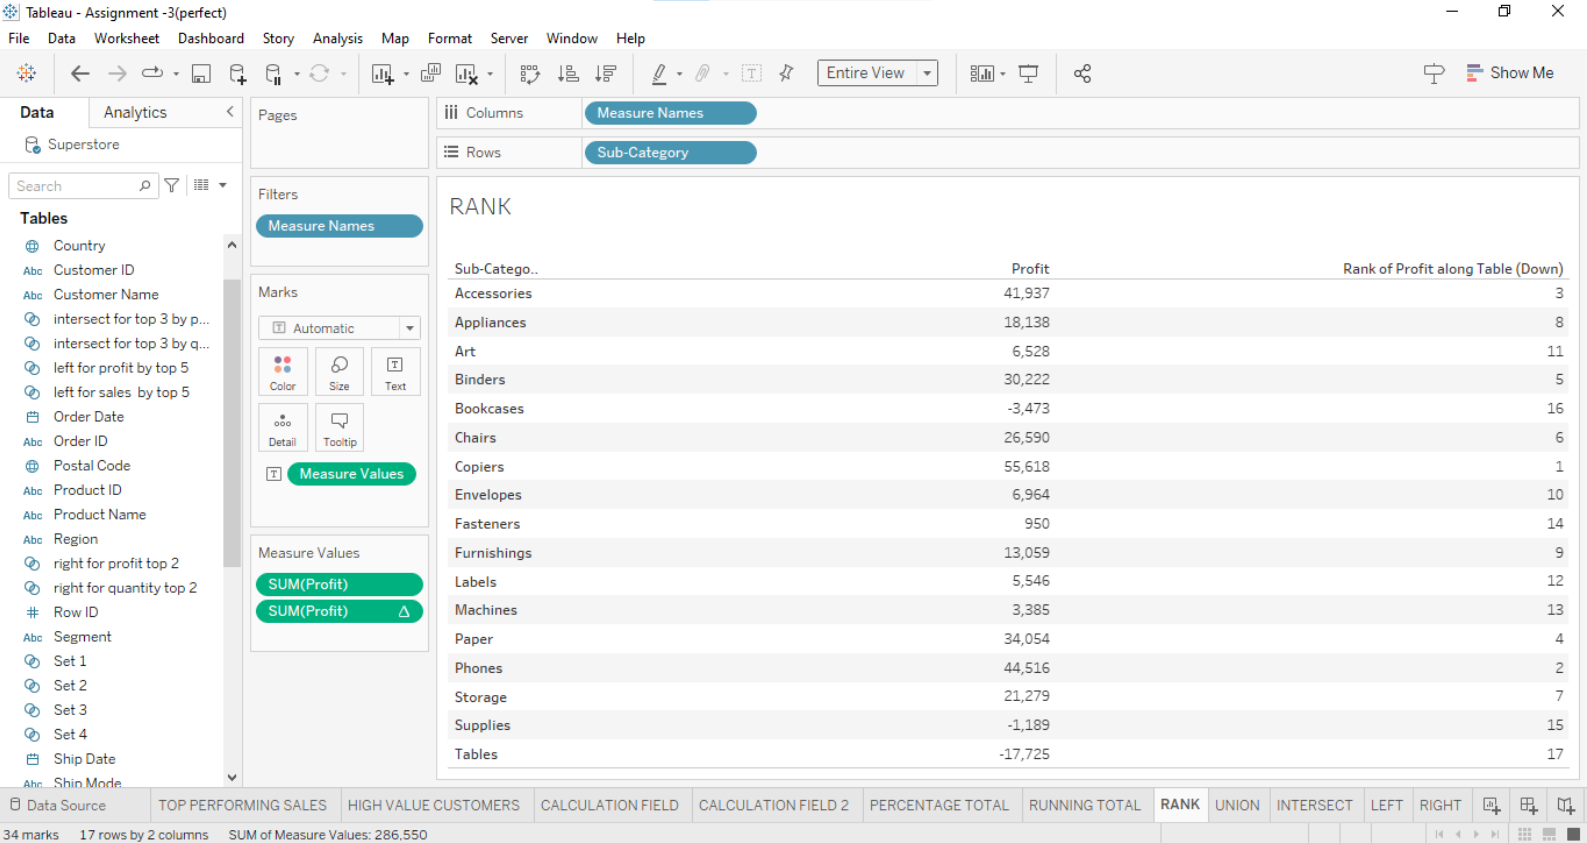 Tableau - Assignment -3(perfect)
File Data Worksheet Dashboard Story Analysis Map Format Server Window Help
Entire View
Show Me
Data Analytics
Superstore
Search
Tables
Country
Abc Customer ID
Abc Customer Name
intersect for top 3 by p...
intersect for top 3 by q...
left for profit by top 5
left for sales by top 5
Order Date
Abc Order ID
Postal Code
Abc Product ID
Abc Product Name
Abc Region
right for profit top 2
right for quantity top 2
# Row ID
Abc Segment
Set 1
Set 2
Set 3
Set 4
Ship Date
Abc Ship Mode
Pages
Filters
Measure Names
Marks
T Automatic
Color Size T Text
Detail Tooltip
T Measure Values
Measure Values
SUM(Profit)
SUM(Profit) Δ
Columns Measure Names
Rows Sub-Category
RANK
Sub-Catego.. Profit Rank of Profit along Table (Down)
Accessories 41,937 3
Appliances 18,138 8
Art 6,528 11
Binders 30,222 5
Bookcases -3,473 16
Chairs 26,590 6
Copiers 55,618 1
Envelopes 6,964 10
Fasteners 950 14
Furnishings 13,059 9
Labels 5,546 12
Machines 3,385 13
Paper 34,054 4
Phones 44,516 2
Storage 21,279 7
Supplies -1,189 15
Tables -17,725 17
Data Source TOP PERFORMING SALES HIGH VALUE CUSTOMERS CALCULATION FIELD CALCULATION FIELD 2 PERCENTAGE TOTAL RUNNING TOTAL RANK UNION INTERSECT LEFT RIGHT
34 marks 17 rows by 2 columns SUM of Measure Values: 286,550